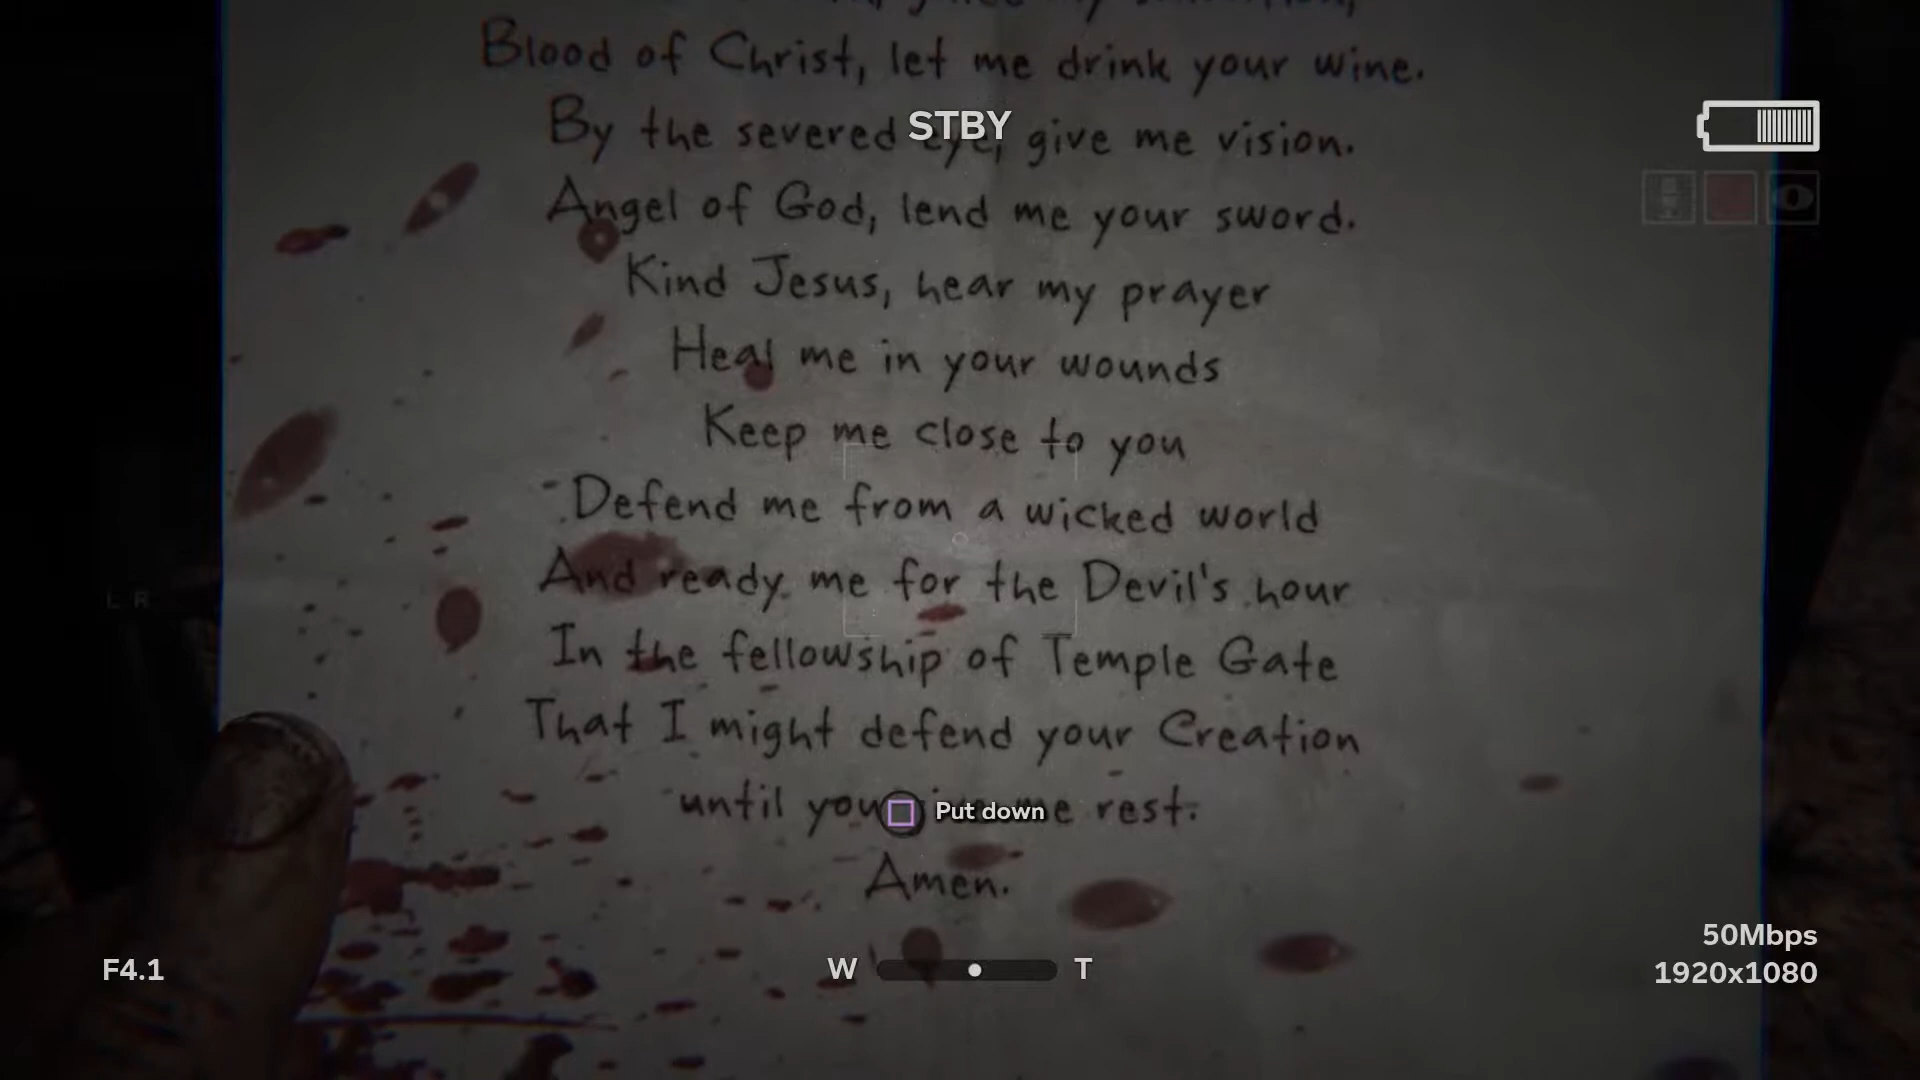 Blood of Christ, let me drink your wine.
STBY
By the severed eye, give me vision.
Angel of God, lend me your sword.
Kind Jesus, hear my prayer
Heal me in your wounds
Keep me close to you
Defend me from a wicked world
And ready me for the Devil's hour
L R
In the fellowship of Temple Gate
That I might defend your Creation
until you me rest.
Put down
Amen.
F4.1
W T
50Mbps
1920x1080